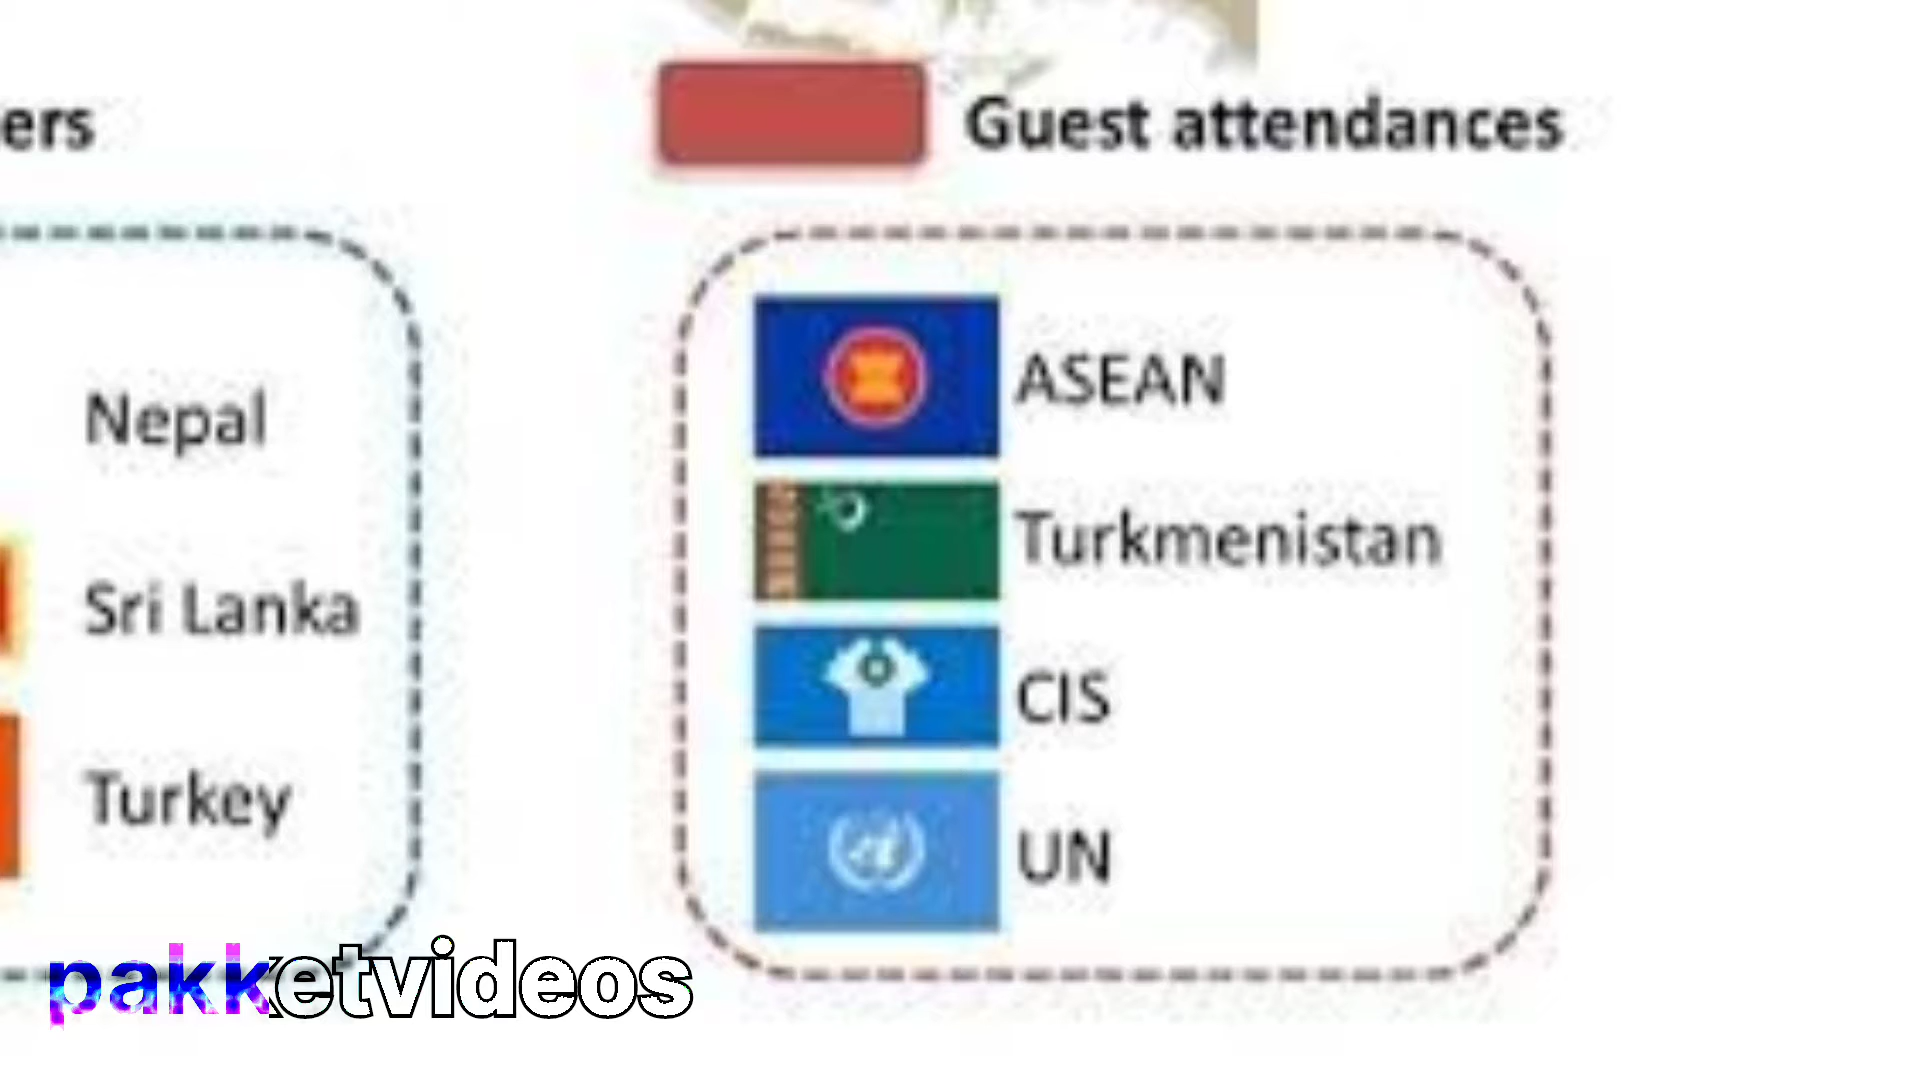 ers
Nepal
Sri Lanka
Turkey
Guest attendances
ASEAN
Turkmenistan
CIS
UN
pakketvideos